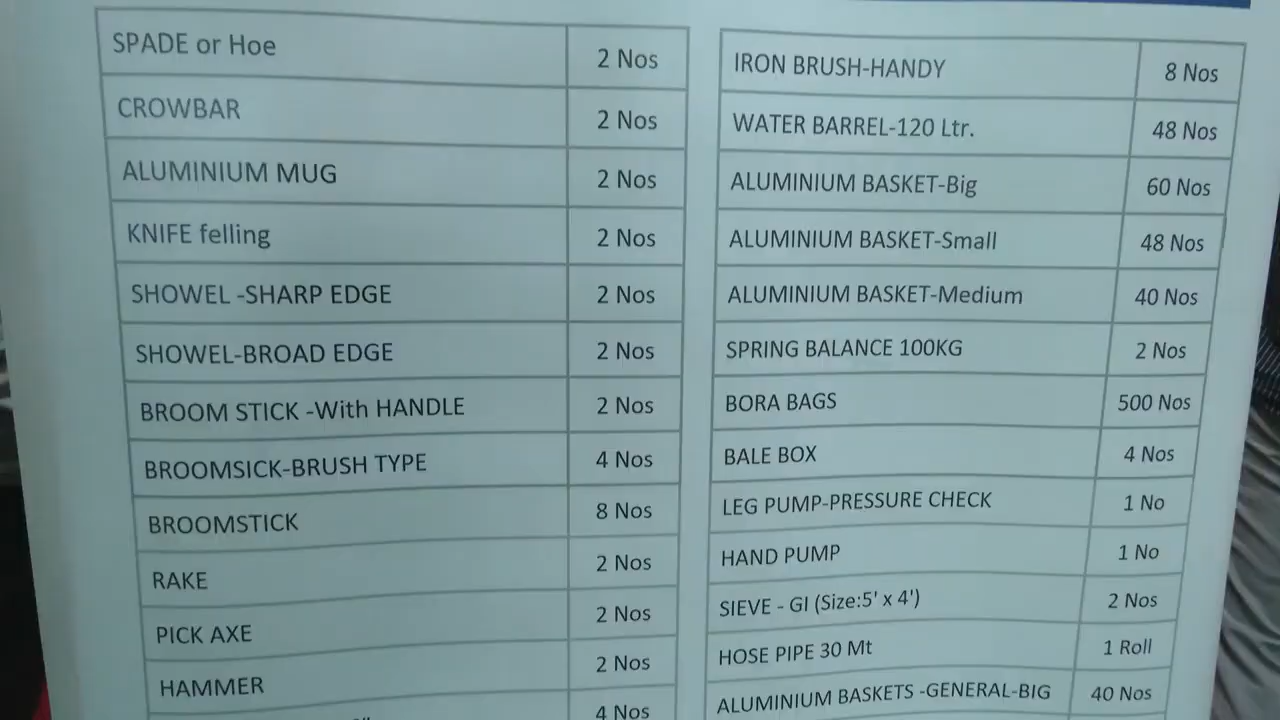 SPADE or Hoe 2 Nos
CROWBAR 2 Nos
ALUMINIUM MUG 2 Nos
KNIFE felling 2 Nos
SHOWEL -SHARP EDGE 2 Nos
SHOWEL-BROAD EDGE 2 Nos
BROOM STICK -With HANDLE 2 Nos
BROOMSICK-BRUSH TYPE 4 Nos
BROOMSTICK 8 Nos
RAKE 2 Nos
PICK AXE 2 Nos
HAMMER 2 Nos
4 Nos
IRON BRUSH-HANDY 8 Nos
WATER BARREL-120 Ltr. 48 Nos
ALUMINIUM BASKET-Big 60 Nos
ALUMINIUM BASKET-Small 48 Nos
ALUMINIUM BASKET-Medium 40 Nos
SPRING BALANCE 100KG 2 Nos
BORA BAGS 500 Nos
BALE BOX 4 Nos
LEG PUMP-PRESSURE CHECK 1 No
HAND PUMP 1 No
SIEVE - GI (Size:5' x 4') 2 Nos
HOSE PIPE 30 Mt 1 Roll
ALUMINIUM BASKETS -GENERAL-BIG 40 Nos